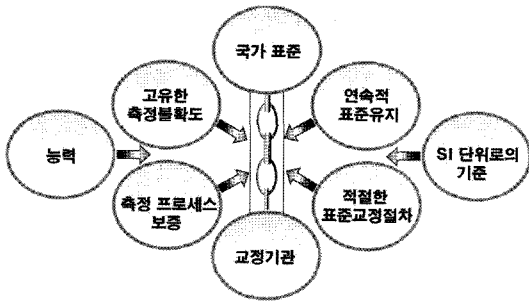 국가 표준
고유한
측정불확도
연속적
표준유지
능력
SI 단위로의
기준
측정 프로세스
보증
적절한
표준교정절차
교정기관